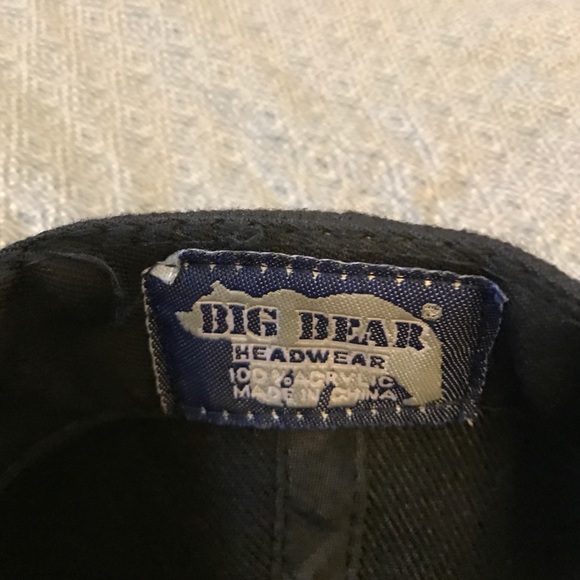 BIG BEAR®
HEADWEAR
100% ACRYLIC
MADE IN CHINA